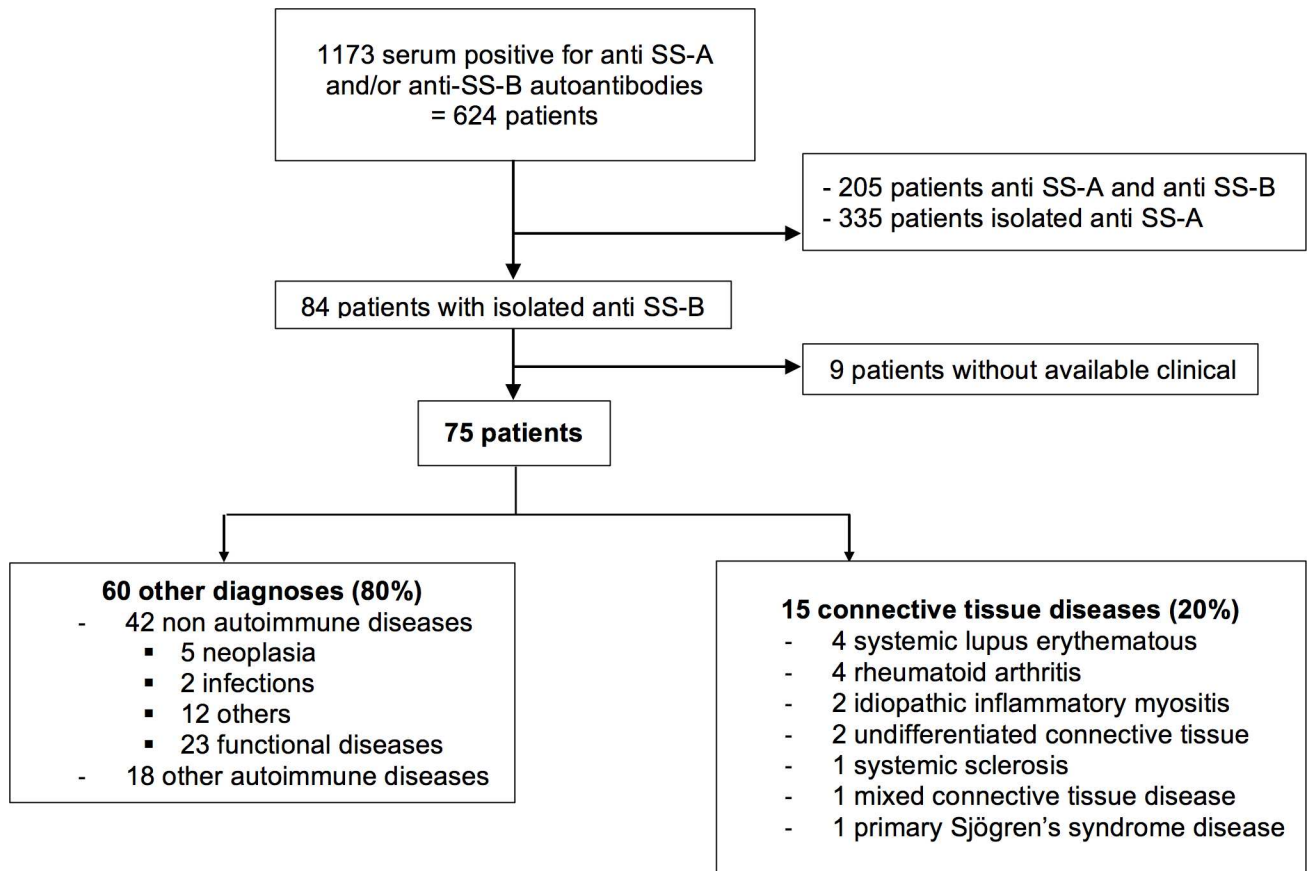 1173 serum positive for anti SS-A
and/or anti-SS-B autoantibodies
= 624 patients
- 205 patients anti SS-A and anti SS-B
- 335 patients isolated anti SS-A
84 patients with isolated anti SS-B
9 patients without available clinical
75 patients
60 other diagnoses (80%)
- 42 non autoimmune diseases
▪ 5 neoplasia
▪ 2 infections
▪ 12 others
▪ 23 functional diseases
- 18 other autoimmune diseases
15 connective tissue diseases (20%)
- 4 systemic lupus erythematous
- 4 rheumatoid arthritis
- 2 idiopathic inflammatory myositis
- 2 undifferentiated connective tissue
- 1 systemic sclerosis
- 1 mixed connective tissue disease
- 1 primary Sjögren’s syndrome disease